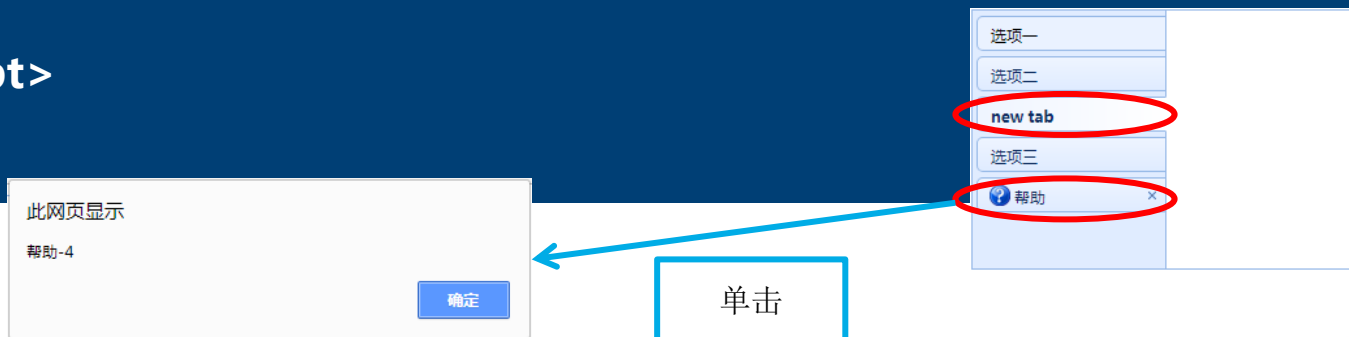 pt>
选项一
选项二
new tab
选项三
帮助 ×
此网页显示
帮助-4
确定
单击